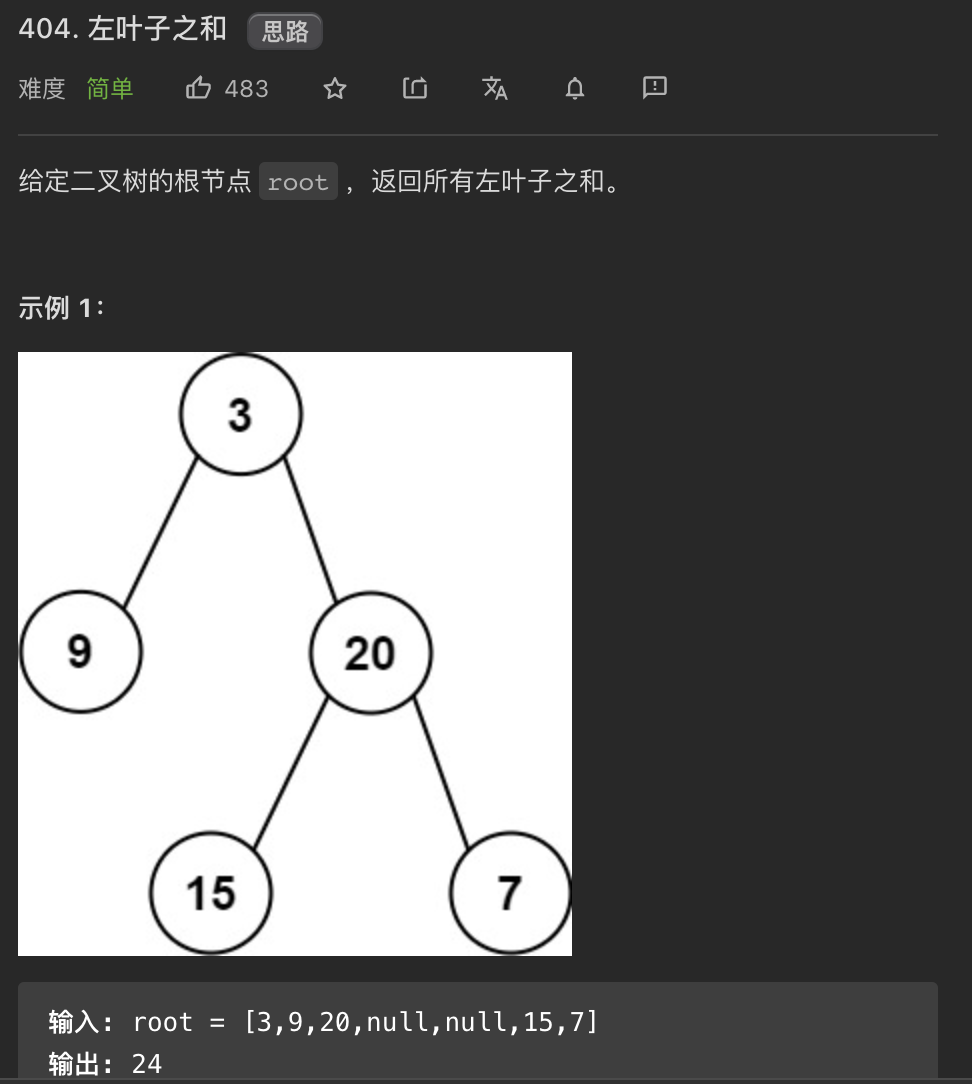 404. 左叶子之和 思路
难度 简单 483
给定二叉树的根节点 root ，返回所有左叶子之和。
示例 1：
3
9 20
15 7
输入: root = [3,9,20,null,null,15,7]
输出: 24